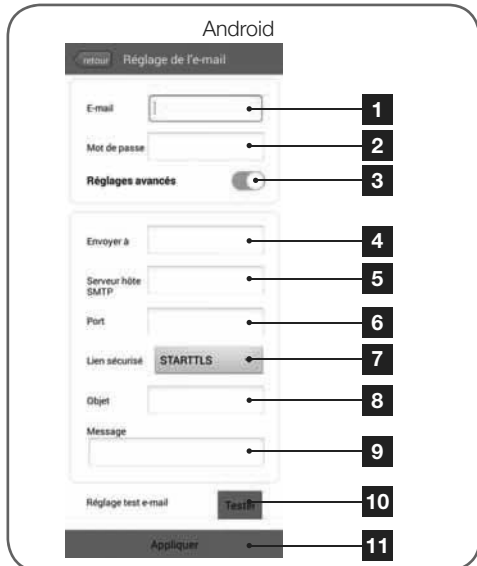 Android
retour Réglage de l'e-mail
E-mail 1
Mot de passe 2
Réglages avancés 3
Envoyer à 4
Serveur hôte 5
SMTP
Port 6
Lien sécurisé STARTTLS 7
Objet 8
Message
9
Réglage test e-mail Tester 10
Appliquer 11